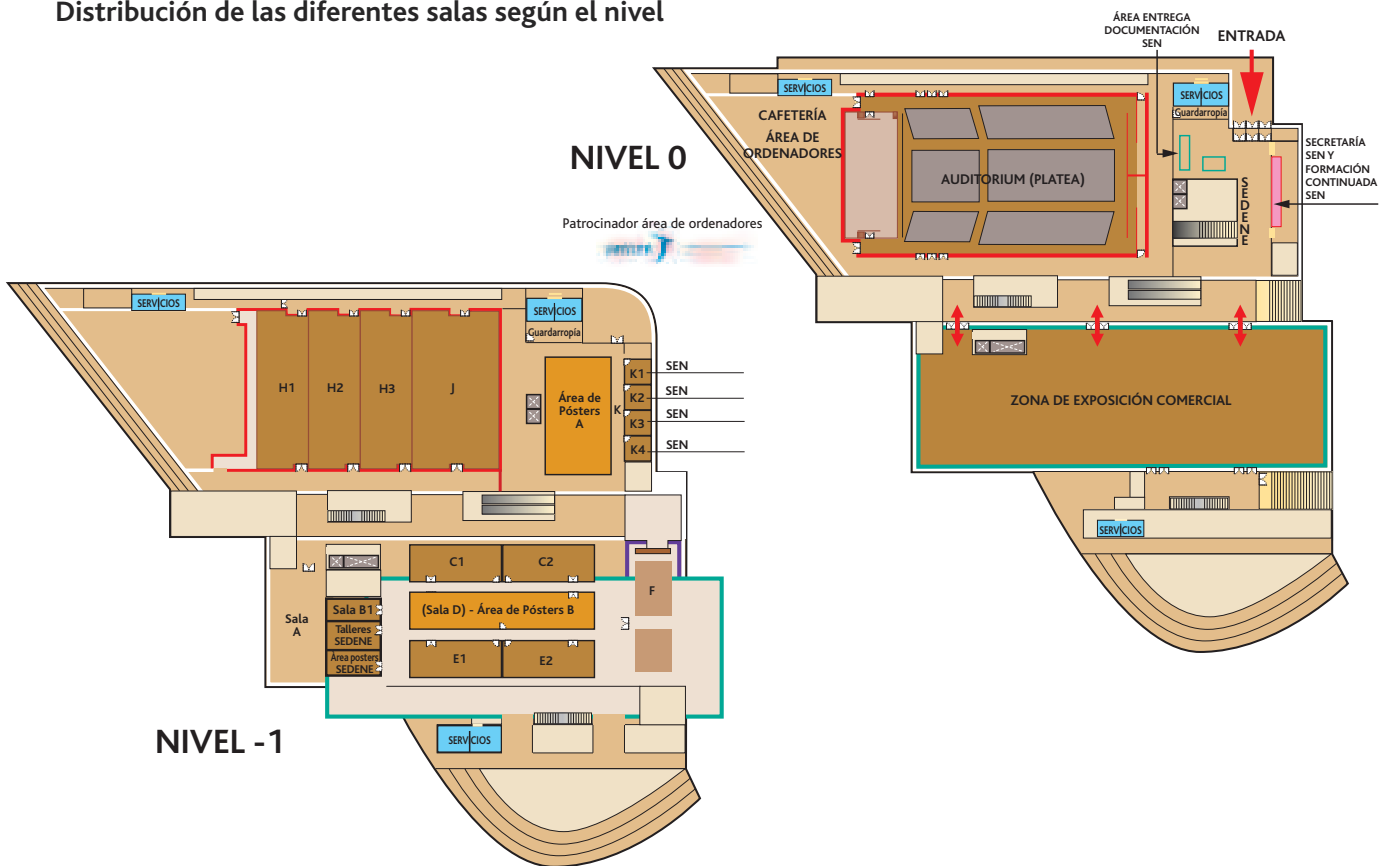 Distribución de las diferentes salas según el nivel
ÁREA ENTREGA
DOCUMENTACIÓN
SEN
ENTRADA
SERVICIOS
SERVICIOS
Guardarropía
CAFETERÍA
ÁREA DE
ORDENADORES
NIVEL 0
AUDITORIUM (PLATEA)
SEDENE
SECRETARÍA
SEN Y
FORMACIÓN
CONTINUADA
SEN
Patrocinador área de ordenadores
ZONA DE EXPOSICIÓN COMERCIAL
SERVICIOS
SERVICIOS
SERVICIOS
Guardarropía
H1
H2
H3
J
Área de
Pósters
A
K
K1
SEN
K2
SEN
K3
SEN
K4
SEN
C1
C2
F
Sala
A
Sala B1
(Sala D) - Área de Pósters B
Talleres
SEDENE
Área posters
SEDENE
E1
E2
NIVEL -1
SERVICIOS